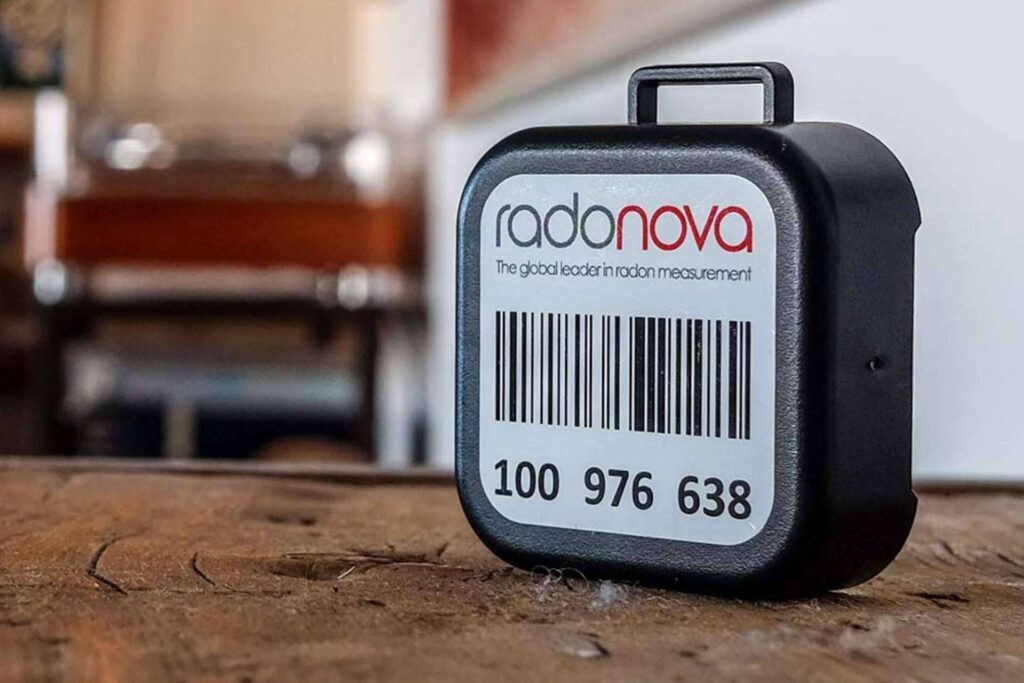 radonova
The global leader in radon measurement
100 976 638